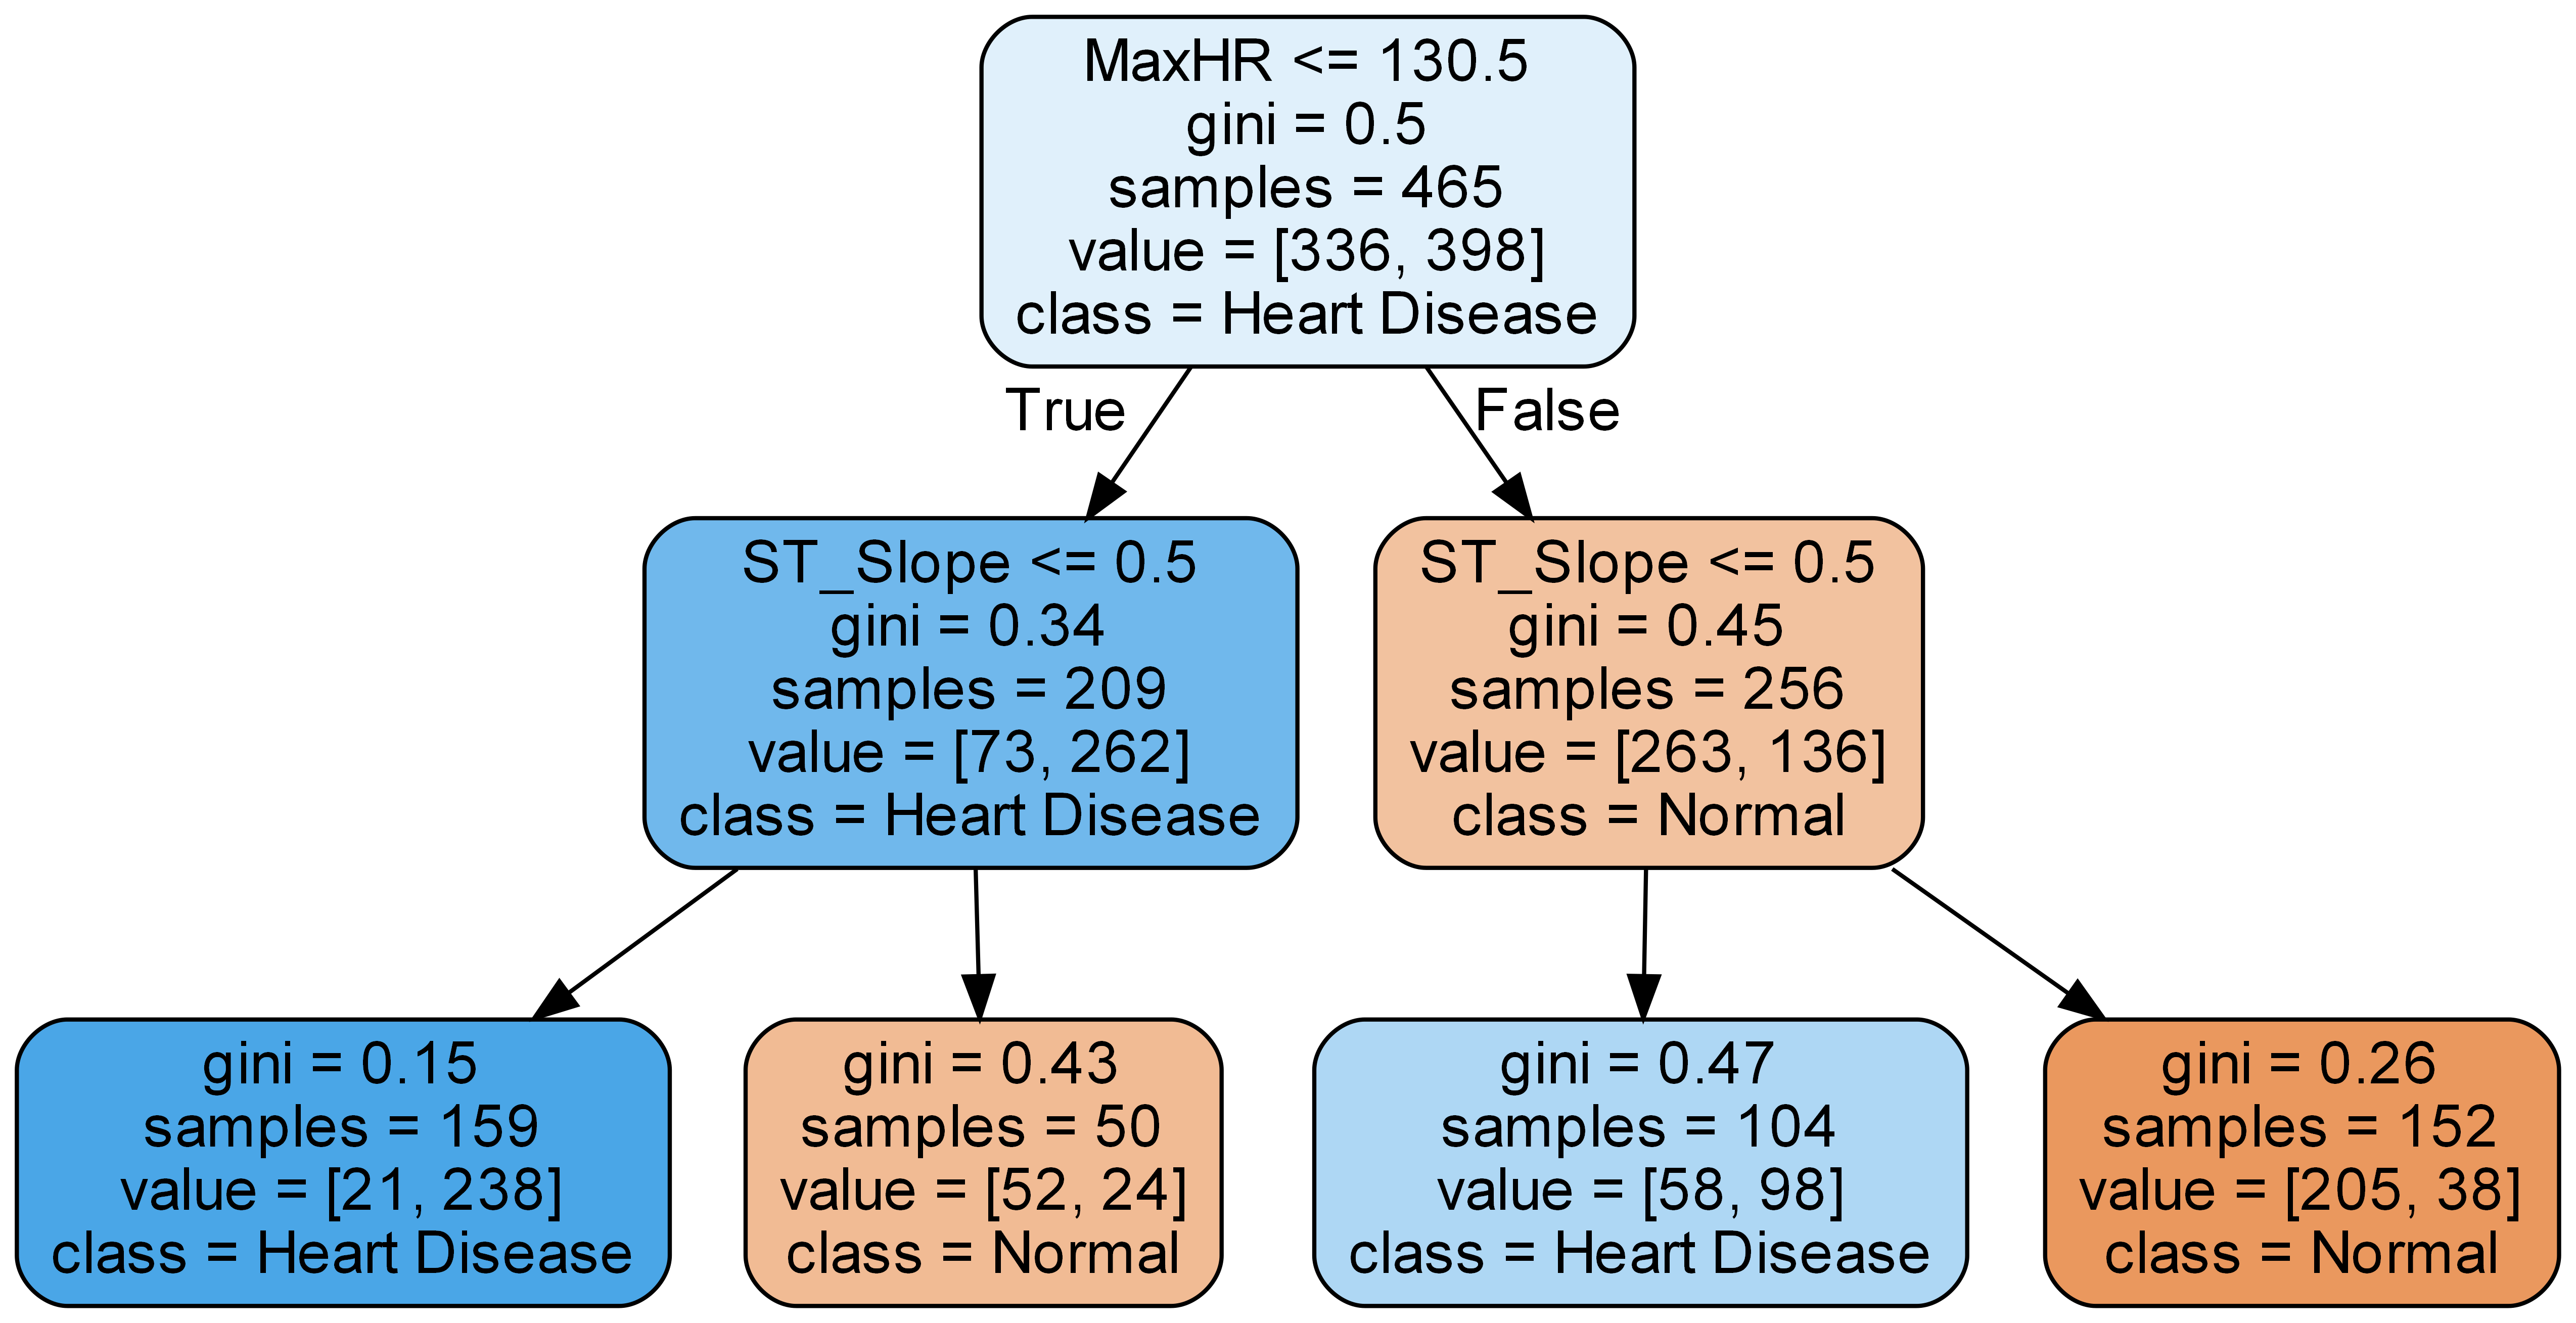 MaxHR <= 130.5
gini = 0.5
samples = 465
value = [336, 398]
class = Heart Disease
True
False
ST_Slope <= 0.5
gini = 0.34
samples = 209
value = [73, 262]
class = Heart Disease
ST_Slope <= 0.5
gini = 0.45
samples = 256
value = [263, 136]
class = Normal
gini = 0.15
samples = 159
value = [21, 238]
class = Heart Disease
gini = 0.43
samples = 50
value = [52, 24]
class = Normal
gini = 0.47
samples = 104
value = [58, 98]
class = Heart Disease
gini = 0.26
samples = 152
value = [205, 38]
class = Normal